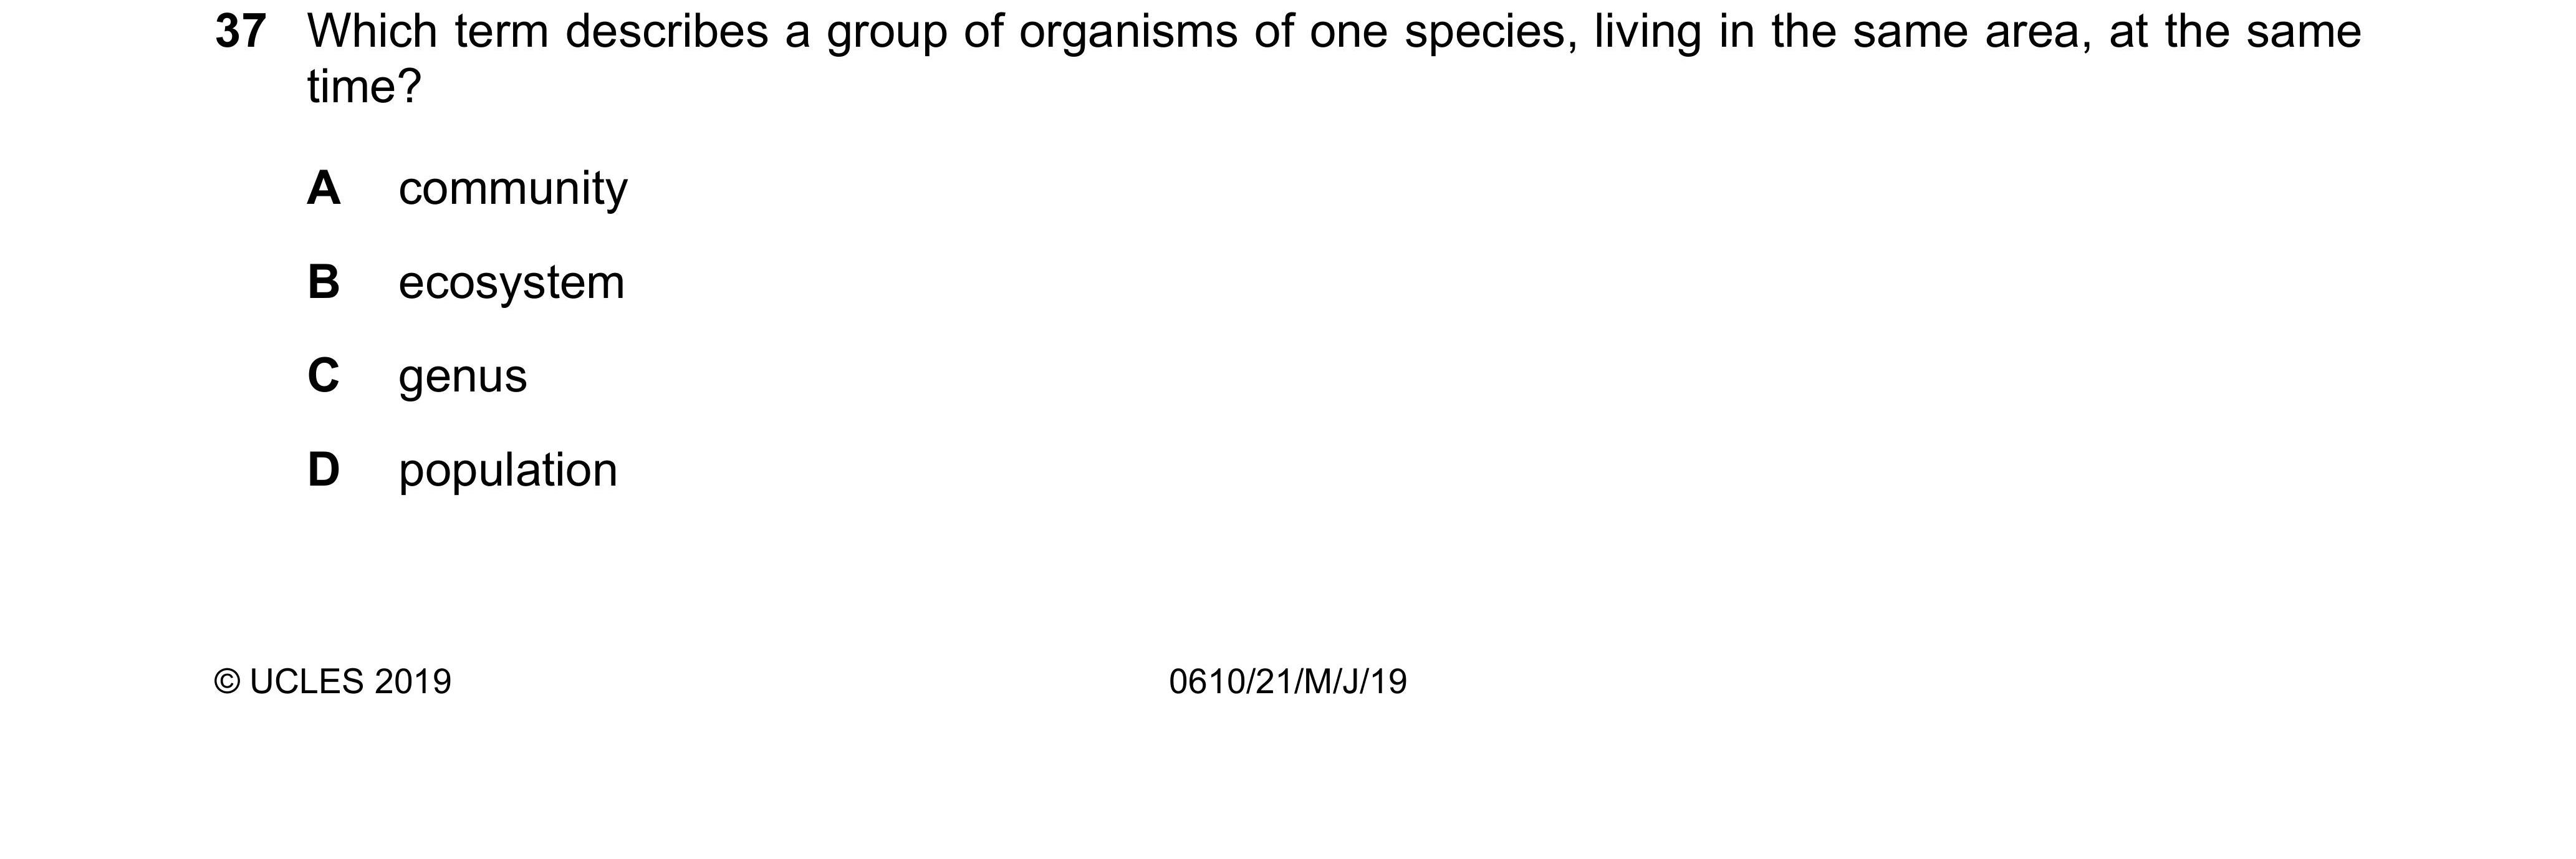 37 Which term describes a group of organisms of one species, living in the same area, at the same
time?
A community
B ecosystem
C genus
D population
© UCLES 2019 0610/21/M/J/19